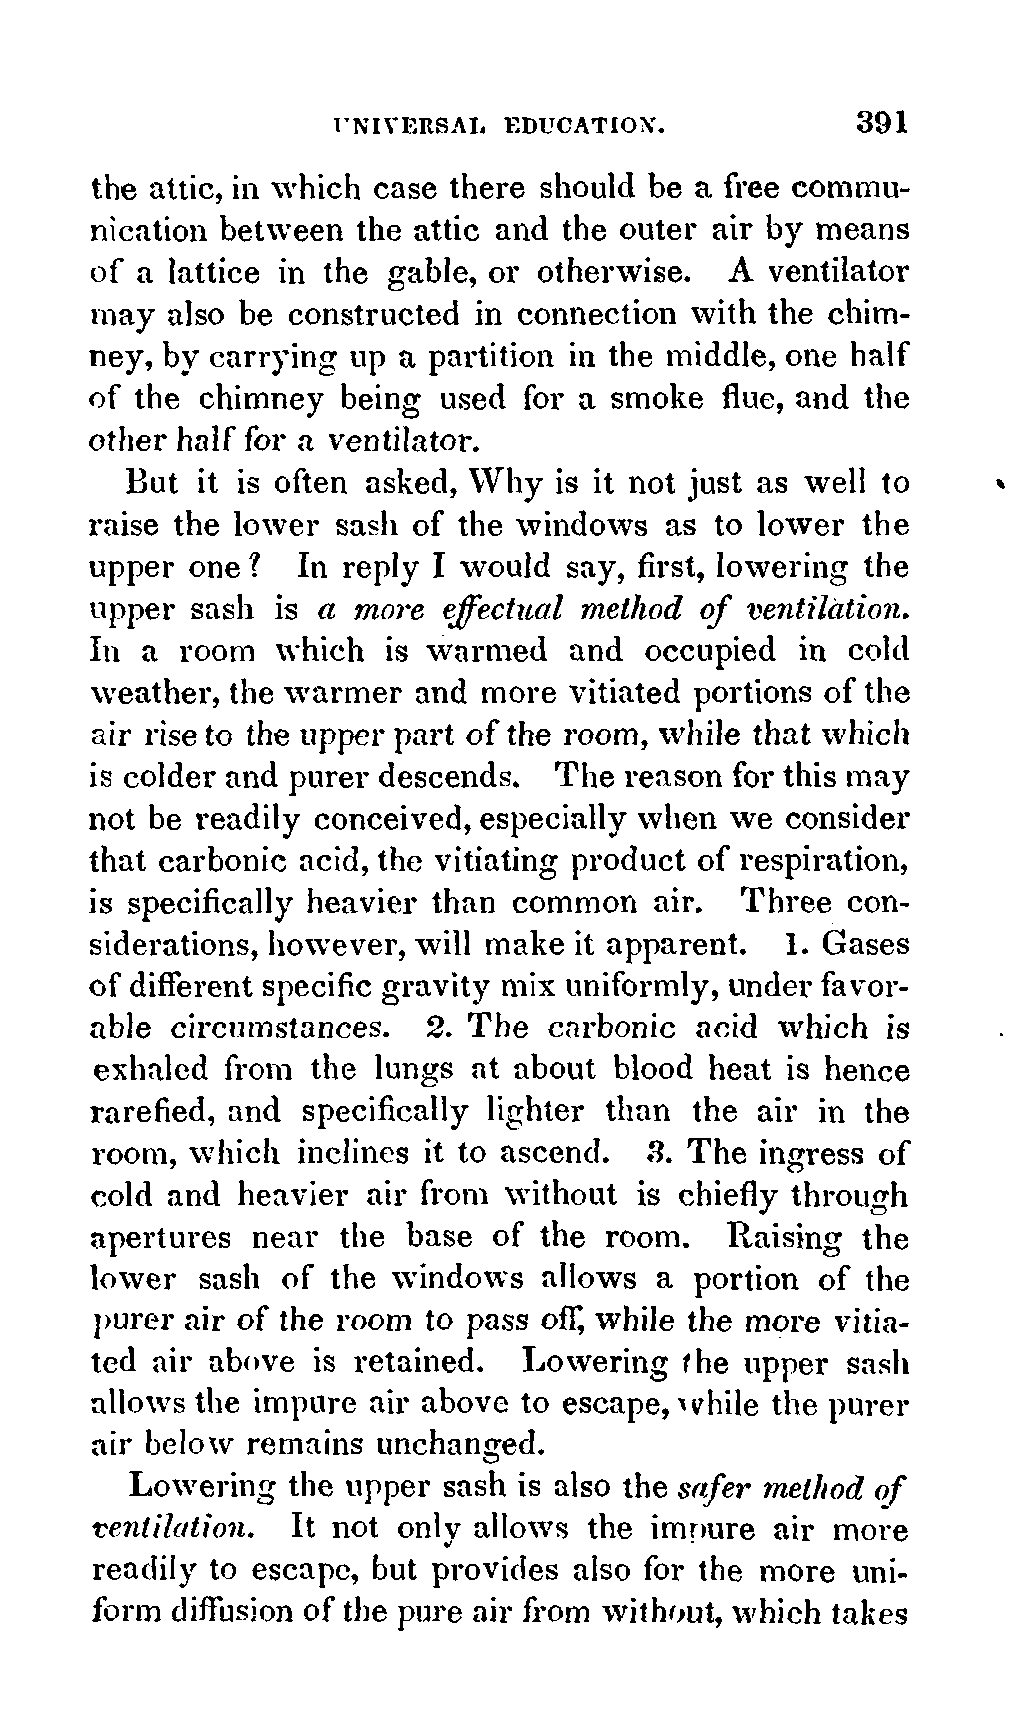 UNIVERSAL EDUCATION. 391
the attic, in which case there should be a free commu-
nication between the attic and the outer air by means
of a lattice in the gable, or otherwise. A ventilator
may also be constructed in connection with the chim-
ney, by carrying up a partition in the middle, one half
of the chimney being used for a smoke flue, and the
other half for a ventilator.
But it is often asked, Why is it not just as well to
raise the lower sash of the windows as to lower the
upper one? In reply I would say, first, lowering the
upper sash is a more effectual method of ventilation.
In a room which is warmed and occupied in cold
weather, the warmer and more vitiated portions of the
air rise to the upper part of the room, while that which
is colder and purer descends. The reason for this may
not be readily conceived, especially when we consider
that carbonic acid, the vitiating product of respiration,
is specifically heavier than common air. Three con-
siderations, however, will make it apparent. 1. Gases
of different specific gravity mix uniformly, under favor-
able circumstances. 2. The carbonic acid which is
exhaled from the lungs at about blood heat is hence
rarefied, and specifically lighter than the air in the
room, which inclines it to ascend. 3. The ingress of
cold and heavier air from without is chiefly through
apertures near the base of the room. Raising the
lower sash of the windows allows a portion of the
purer air of the room to pass off, while the more vitia-
ted air above is retained. Lowering the upper sash
allows the impure air above to escape, while the purer
air below remains unchanged.
Lowering the upper sash is also the safer method of
ventilation. It not only allows the impure air more
readily to escape, but provides also for the more uni-
form diffusion of the pure air from without, which takes